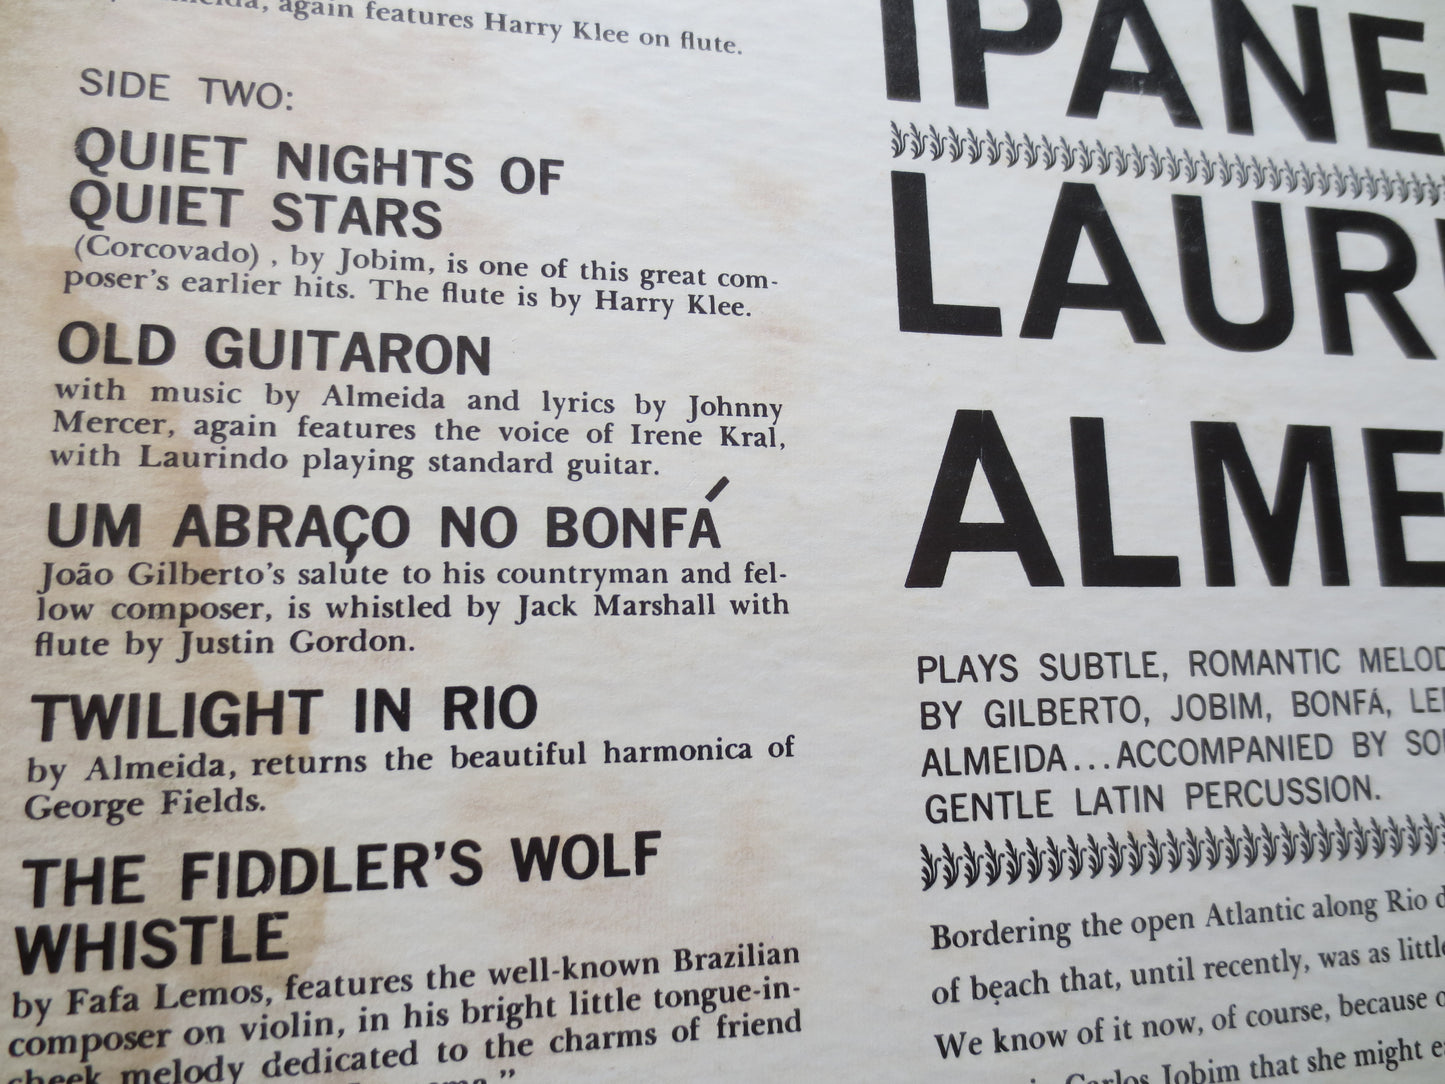 again features Harry Klee on flute.
SIDE TWO:
QUIET NIGHTS OF
QUIET STARS
(Corcovado) , by Jobim, is one of this great com-
poser's earlier hits. The flute is by Harry Klee.
OLD GUITARON
with music by Almeida and lyrics by Johnny
Mercer, again features the voice of Irene Kral,
with Laurindo playing standard guitar.
UM ABRAÇO NO BONFÁ
João Gilberto's salute to his countryman and fel-
low composer, is whistled by Jack Marshall with
flute by Justin Gordon.
TWILIGHT IN RIO
by Almeida, returns the beautiful harmonica of
George Fields.
THE FIDDLER'S WOLF
WHISTLE
by Fafa Lemos, features the well-known Brazilian
composer on violin, in his bright little tongue-in-
cheek melody dedicated to the charms of friend
IPANE
LAURI
ALME
PLAYS SUBTLE, ROMANTIC MELOD
BY GILBERTO, JOBIM, BONFÁ, LE
ALMEIDA...ACCOMPANIED BY SO
GENTLE LATIN PERCUSSION.
Bordering the open Atlantic along Rio d
of beach that, until recently, was as little
We know of it now, of course, because o
Carlos Jobim that she might e